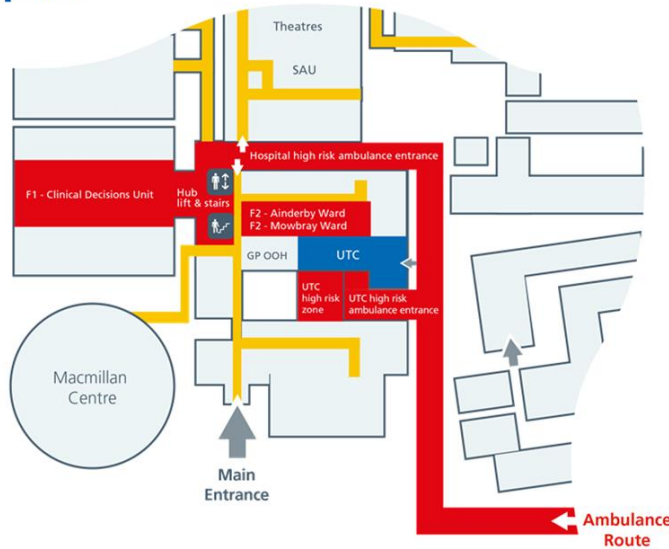 Theatres
SAU
Hospital high risk ambulance entrance
F1 - Clinical Decisions Unit
Hub
lift & stairs
F2 - Ainderby Ward
F2 - Mowbray Ward
GP OOH
UTC
UTC
high risk
zone
UTC high risk
ambulance entrance
Macmillan
Centre
Main
Entrance
Ambulance
Route